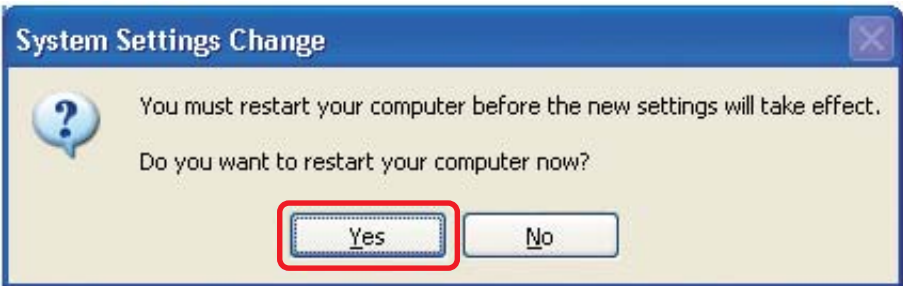 System Settings Change
You must restart your computer before the new settings will take effect.
Do you want to restart your computer now?
Yes
No